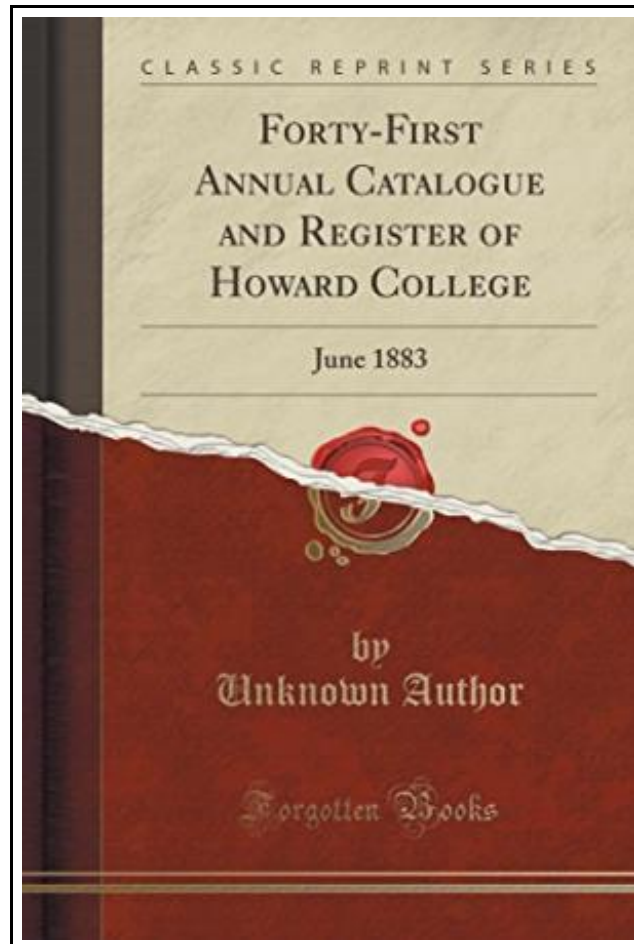 CLASSIC REPRINT SERIES
FORTY-FIRST
ANNUAL CATALOGUE
AND REGISTER OF
HOWARD COLLEGE
June 1883
F
by
Unknown Author
Forgotten Books